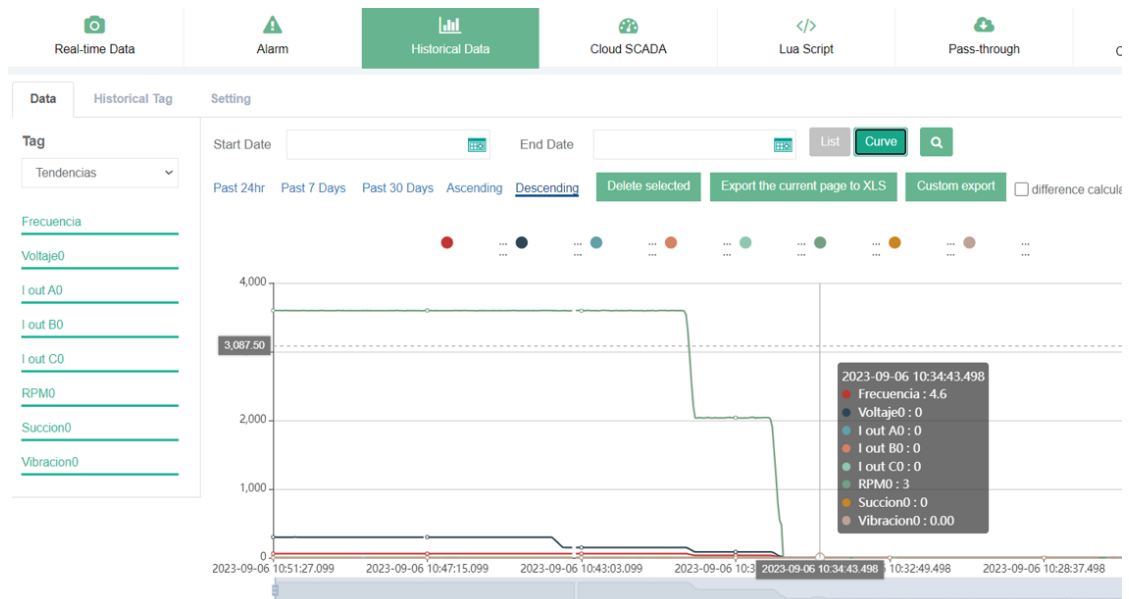 Real-time Data
Alarm
Historical Data
Cloud SCADA
Lua Script
Pass-through
Data
Historical Tag
Setting
Tag
Tendencias
Frecuencia
Voltaje0
I out A0
I out B0
I out C0
RPM0
Succion0
Vibracion0
Start Date
End Date
List
Curve
Past 24hr
Past 7 Days
Past 30 Days
Ascending
Descending
Delete selected
Export the current page to XLS
Custom export
difference calcula
... ... ... ... ... ... ... ...
... ... ... ... ... ... ... ...
4,000
3,087.50
2,000
1,000
0
2023-09-06 10:34:43.498
Frecuencia : 4.6
Voltaje0 : 0
I out A0 : 0
I out B0 : 0
I out C0 : 0
RPM0 : 3
Succion0 : 0
Vibracion0 : 0.00
2023-09-06 10:51:27.099
2023-09-06 10:47:15.099
2023-09-06 10:43:03.099
2023-09-06 10:3
2023-09-06 10:34:43.498
10:32:49.498
2023-09-06 10:28:37.498